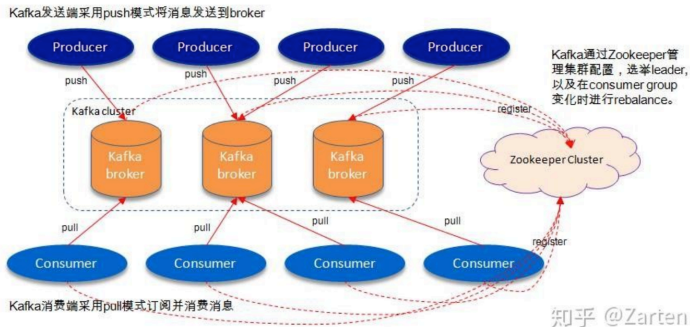 Kafka发送端采用push模式将消息发送到broker
Producer
Producer
Producer
Producer
Kafka通过Zookeeper管
理集群配置，选举leader,
以及在consumer group
变化时进行rebalance。
push
push
push
push
register
Kafka cluster
Kafka
broker
Kafka
broker
Kafka
broker
Zookeeper Cluster
pull
pull
pull
pull
register
Consumer
Consumer
Consumer
Consumer
Kafka消费端采用pull模式订阅并消费消息
知乎 @Zarten